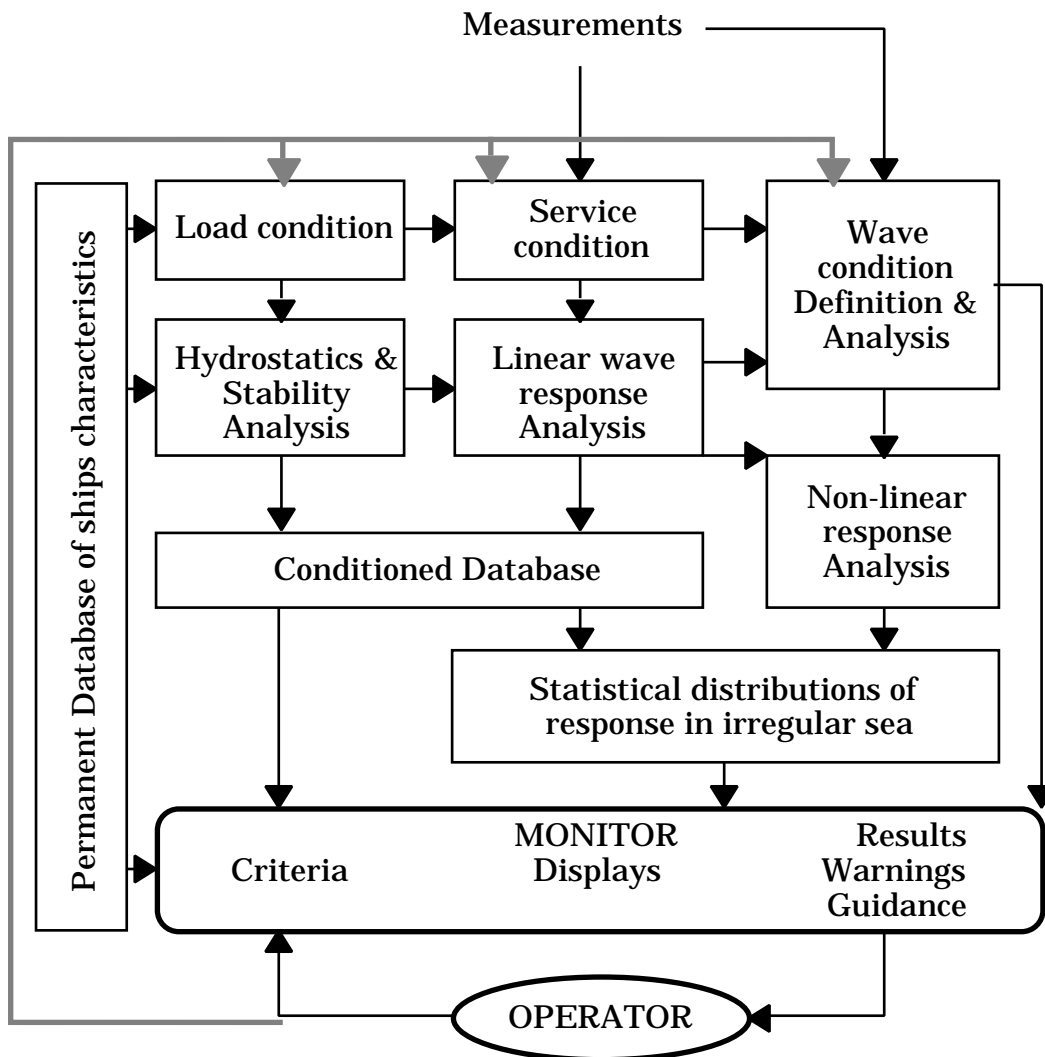 Measurements
Permanent Database of ships characteristics
Load condition
Service
condition
Wave
condition
Definition &
Analysis
Hydrostatics &
Stability
Analysis
Linear wave
response
Analysis
Non-linear
response
Analysis
Conditioned Database
Statistical distributions of
response in irregular sea
Criteria
MONITOR
Displays
Results
Warnings
Guidance
OPERATOR